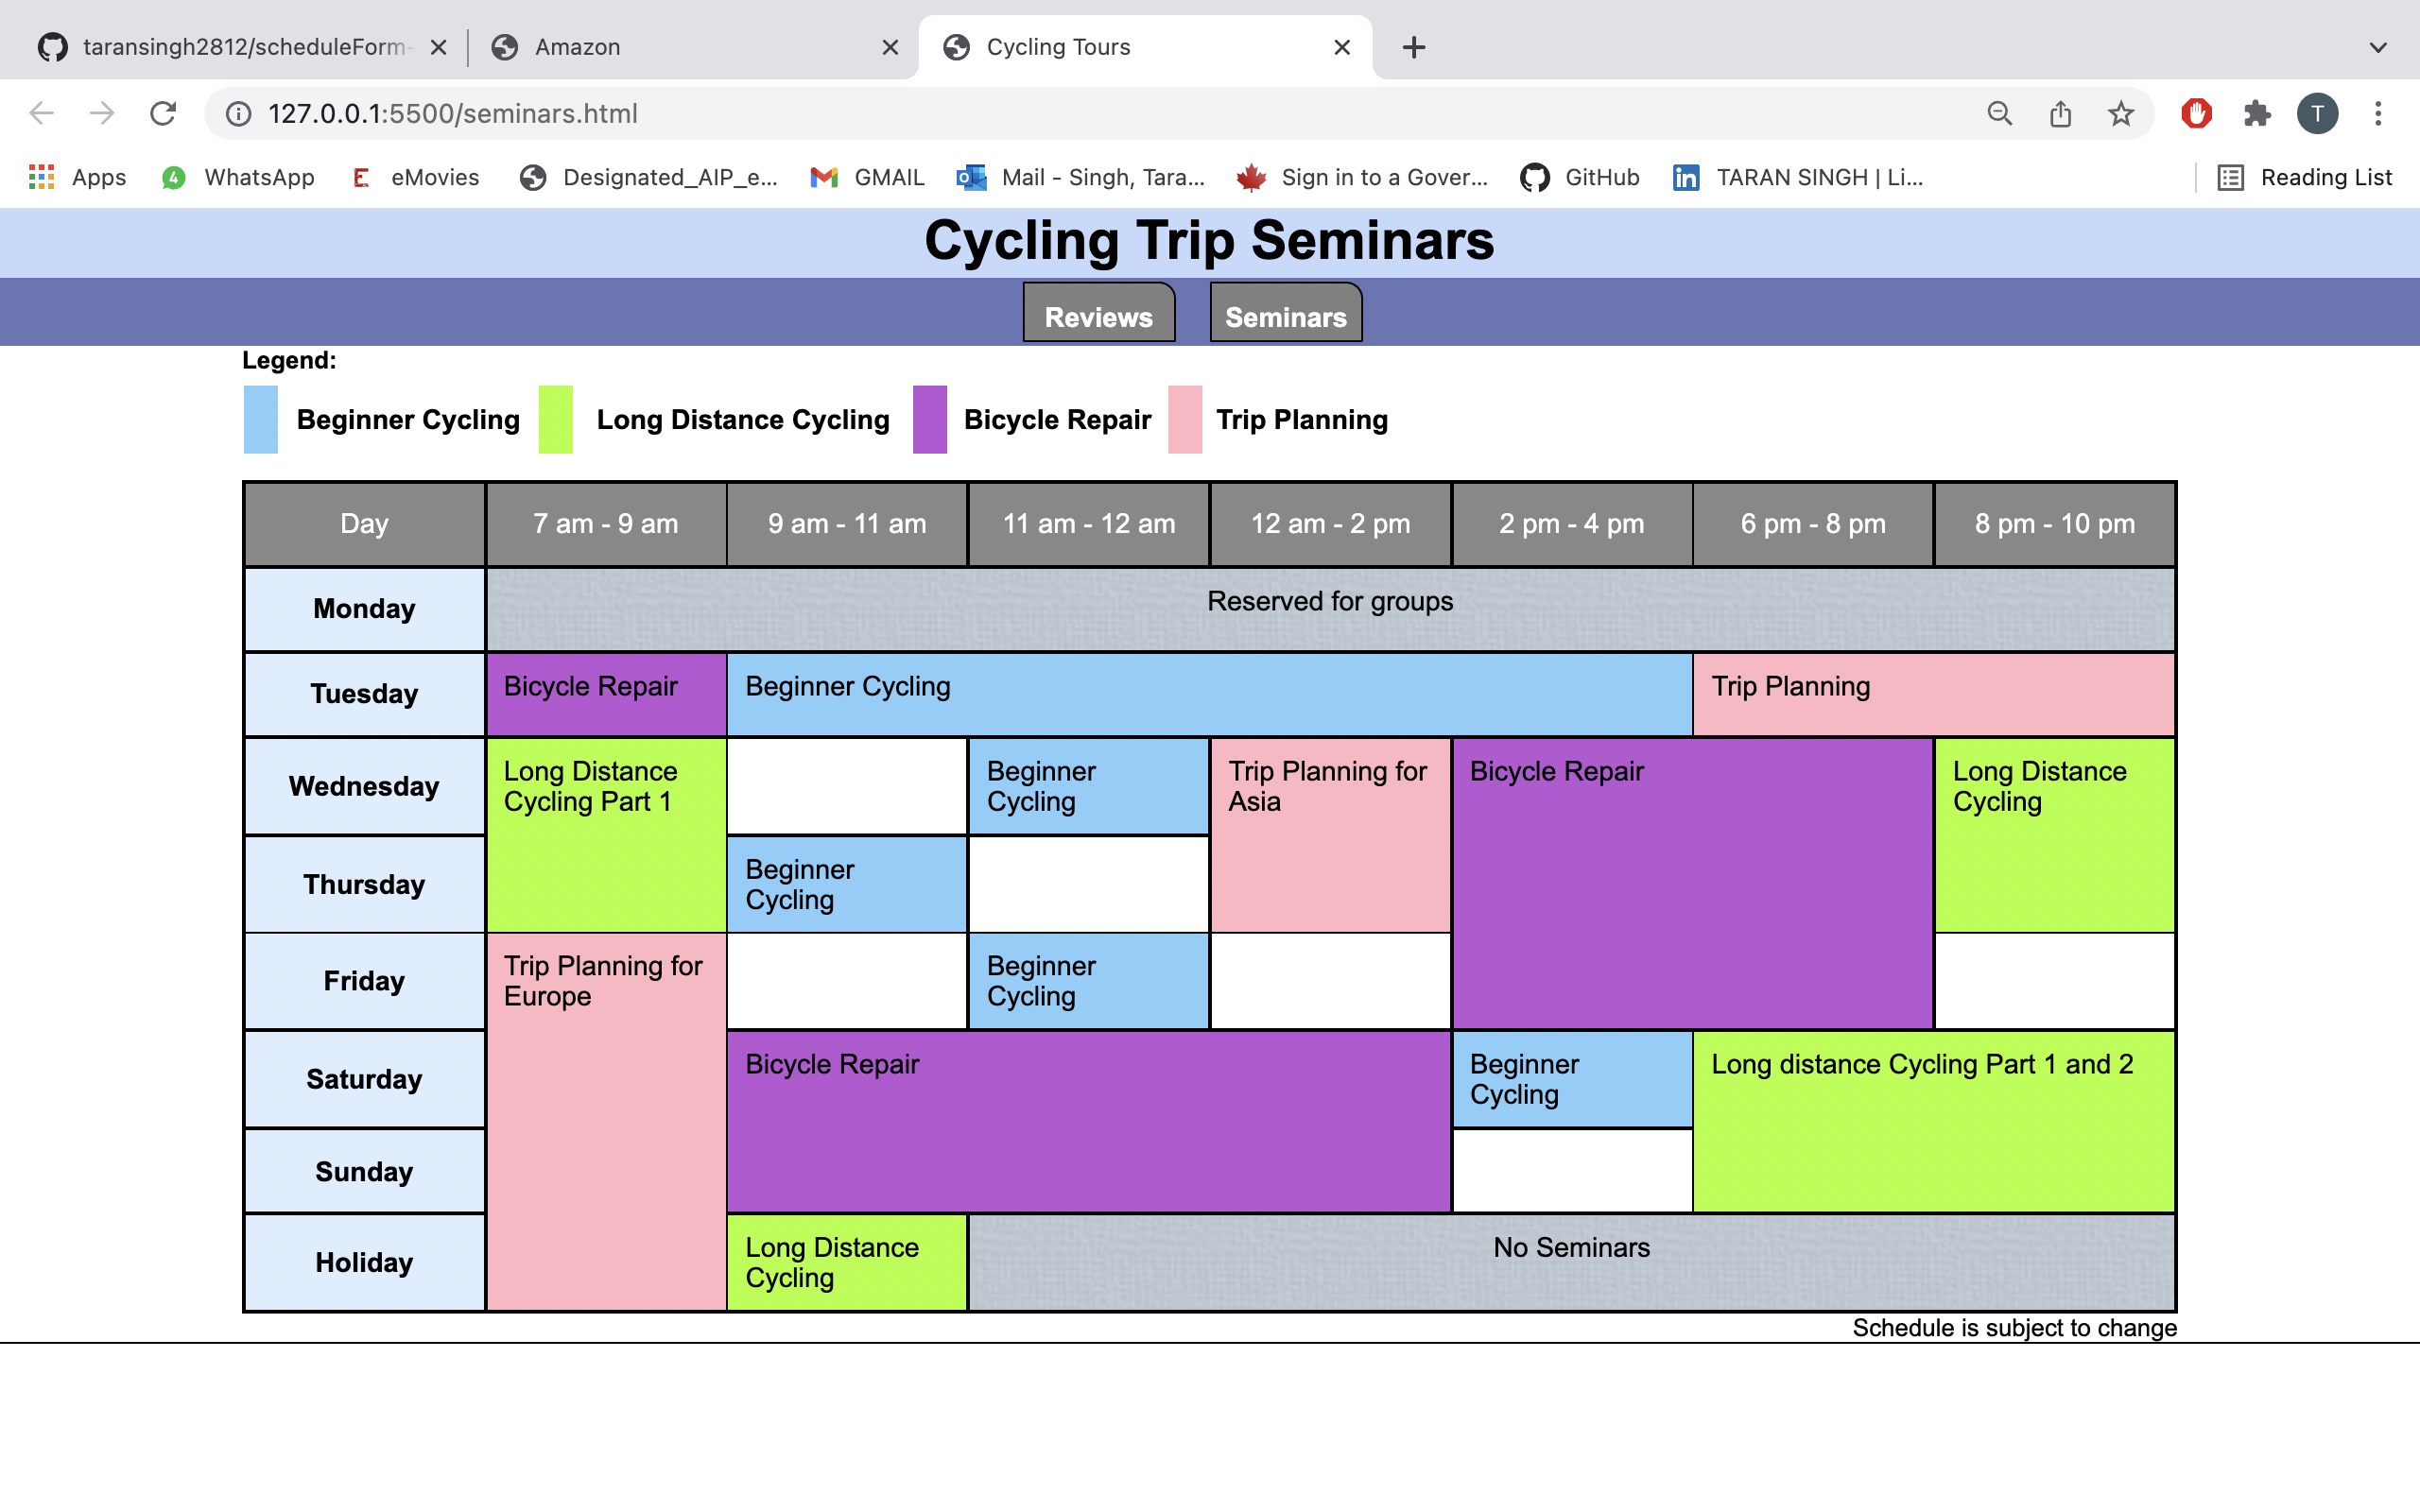 taransingh2812/scheduleForm-
Amazon
Cycling Tours
127.0.0.1:5500/seminars.html
T
Apps
4
WhatsApp
E
eMovies
Designated_AIP_e...
GMAIL
Mail - Singh, Tara...
Sign in to a Gover...
GitHub
in
TARAN SINGH | Li...
Reading List
Cycling Trip Seminars
Reviews
Seminars
Legend:
Beginner Cycling
Long Distance Cycling
Bicycle Repair
Trip Planning
Day
7 am - 9 am
9 am - 11 am
11 am - 12 am
12 am - 2 pm
2 pm - 4 pm
6 pm - 8 pm
8 pm - 10 pm
Monday
Reserved for groups
Tuesday
Bicycle Repair
Beginner Cycling
Trip Planning
Wednesday
Long Distance
Cycling Part 1
Beginner
Cycling
Trip Planning for
Asia
Bicycle Repair
Long Distance
Cycling
Thursday
Beginner
Cycling
Friday
Trip Planning for
Europe
Beginner
Cycling
Saturday
Bicycle Repair
Beginner
Cycling
Long distance Cycling Part 1 and 2
Sunday
Holiday
Long Distance
Cycling
No Seminars
Schedule is subject to change